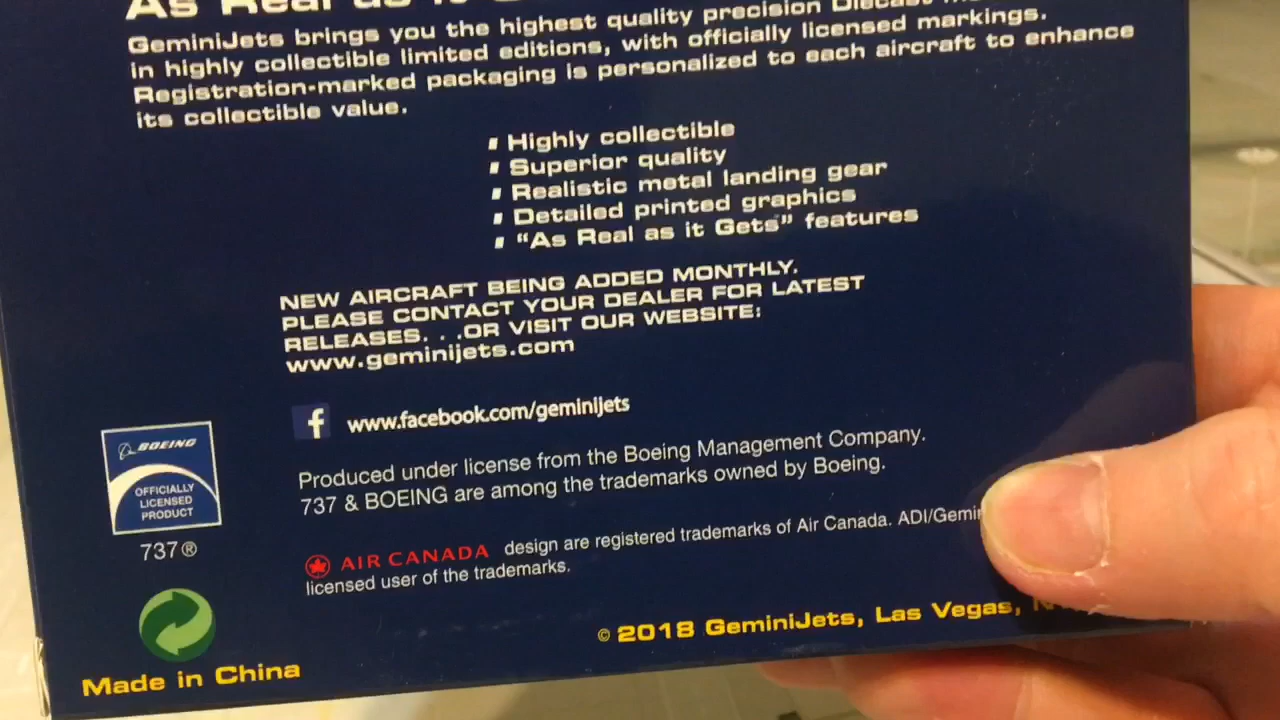 As Real as it
GeminiJets brings you the highest quality precision Diecast
in highly collectible limited editions, with officially licensed markings.
Registration-marked packaging is personalized to each aircraft to enhance
its collectible value.
Highly collectible
Superior quality
Realistic metal landing gear
Detailed printed graphics
“As Real as it Gets” features
NEW AIRCRAFT BEING ADDED MONTHLY.
PLEASE CONTACT YOUR DEALER FOR LATEST
RELEASES. . .OR VISIT OUR WEBSITE:
www.geminijets.com
f www.facebook.com/geminijets
BOEING
OFFICIALLY
LICENSED
PRODUCT
737®
Produced under license from the Boeing Management Company.
737 & BOEING are among the trademarks owned by Boeing.
AIR CANADA design are registered trademarks of Air Canada. ADI/Gemin
licensed user of the trademarks.
© 2018 GeminiJets, Las Vegas,
Made in China